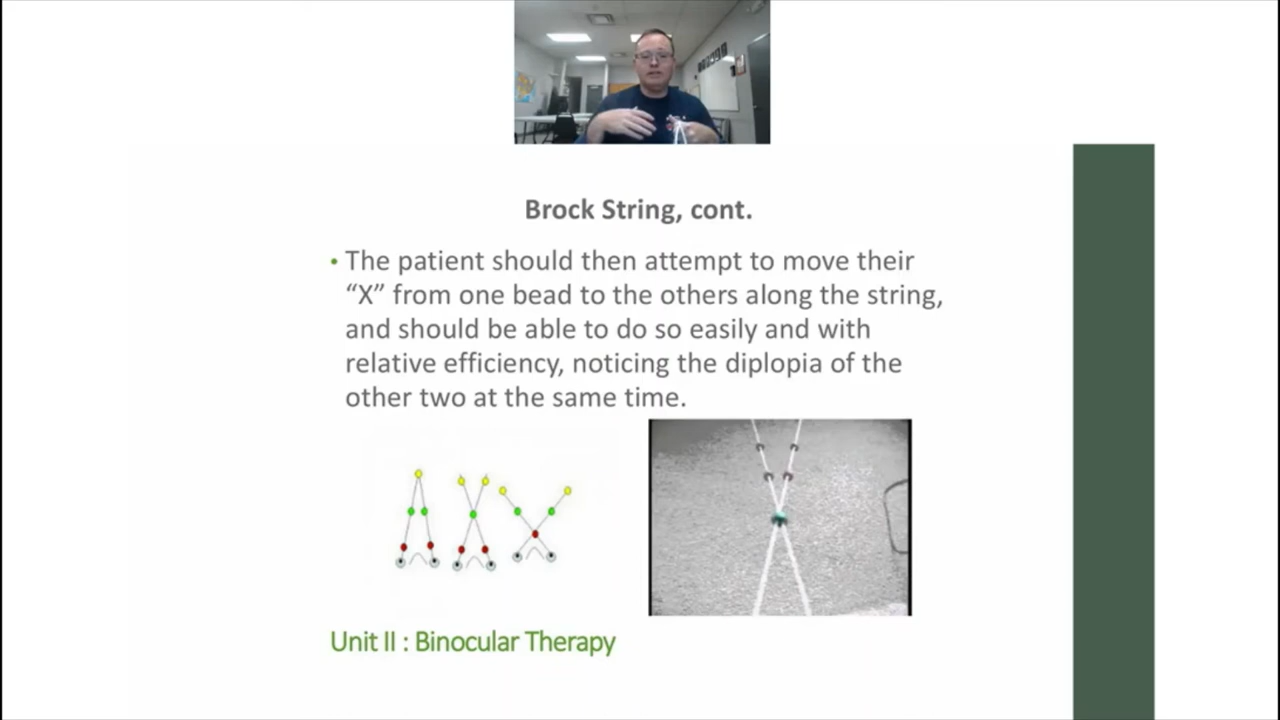 Brock String, cont.
• The patient should then attempt to move their
“X” from one bead to the others along the string,
and should be able to do so easily and with
relative efficiency, noticing the diplopia of the
other two at the same time.
Unit II : Binocular Therapy